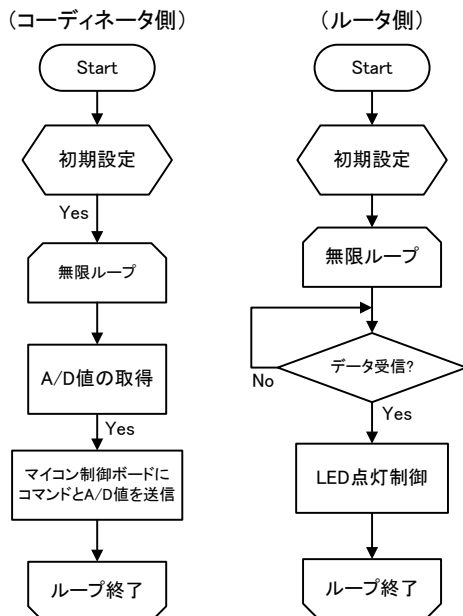 (コーディネータ側)
Start
初期設定
Yes
無限ループ
A/D値の取得
Yes
マイコン制御ボードに
コマンドとA/D値を送信
ループ終了
(ルータ側)
Start
初期設定
無限ループ
データ受信?
No
Yes
LED点灯制御
ループ終了